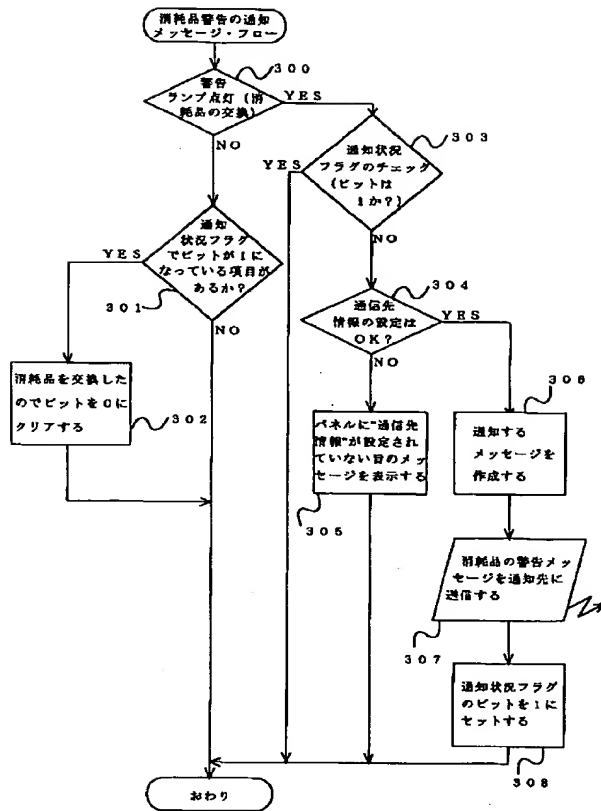 消耗品警告の通知
メッセージ・フロー
300
警告
ランプ点灯(消
耗品の交換)
YES
NO
303
通知状況
フラグのチェック
(ビットは
1か?)
YES
NO
通知
状況フラグ
でビットが1に
なっている項目が
あるか?
YES
301
NO
304
通信先
情報の設定は
OK?
YES
NO
消耗品を交換した
のでビットを0に
クリアする
302
パネルに"通信先
情報"が設定され
ていない旨のメッ
セージを表示する
305
306
通知する
メッセージを
作成する
消耗品の警告メッ
セージを通知先に
送信する
307
通知状況フラグ
のビットを1に
セットする
308
おわり